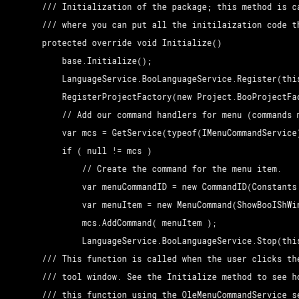 /// Initialization of the package; this method is ca
/// where you can put all the initilaization code th
protected override void Initialize()
base.Initialize();
LanguageService.BooLanguageService.Register(this
RegisterProjectFactory(new Project.BooProjectFac
// Add our command handlers for menu (commands m
var mcs = GetService(typeof(IMenuCommandService)
if ( null != mcs )
// Create the command for the menu item.
var menuCommandID = new CommandID(Constants
var menuItem = new MenuCommand(ShowBooIShWin
mcs.AddCommand( menuItem );
LanguageService.BooLanguageService.Stop(this
/// This function is called when the user clicks the
/// tool window. See the Initialize method to see ho
/// this function using the OleMenuCommandService se